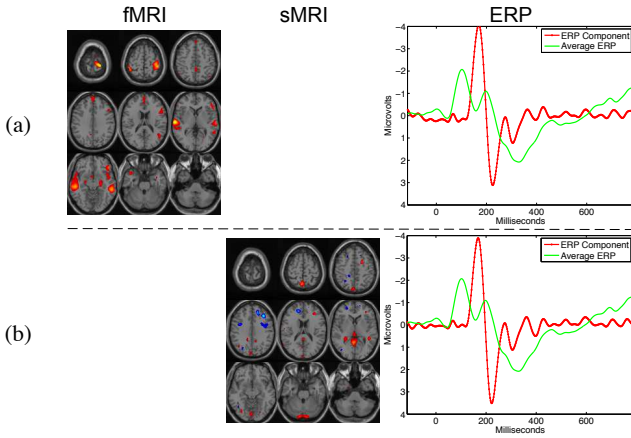 fMRI sMRI ERP
(a)
-4
-3
-2
-1
0
1
2
3
4
Microvolts
ERP Component
Average ERP
0 200 400 600
Milliseconds
(b)
-4
-3
-2
-1
0
1
2
3
4
Microvolts
ERP Component
Average ERP
0 200 400 600
Milliseconds